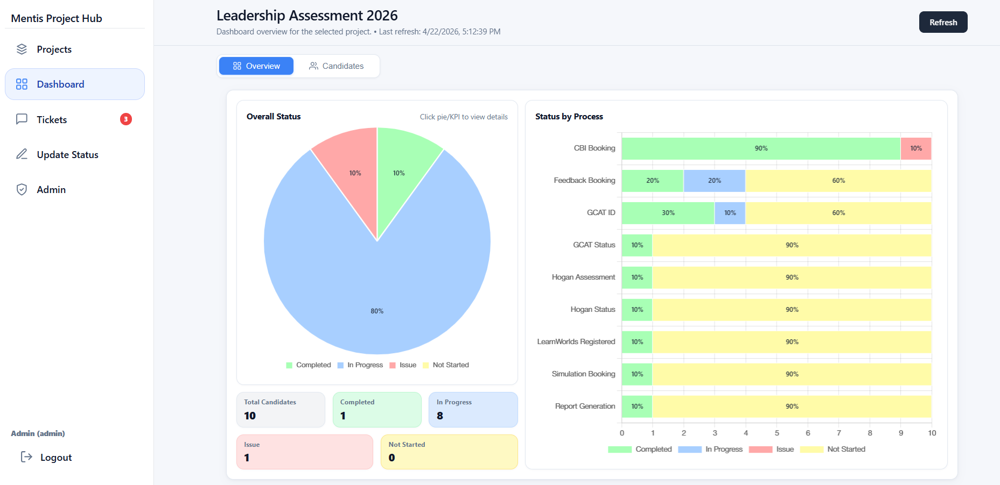 Mentis Project Hub
Projects
Dashboard
Tickets
3
Update Status
Admin
Admin (admin)
Logout
Leadership Assessment 2026
Dashboard overview for the selected project. • Last refresh: 4/22/2026, 5:12:39 PM
Refresh
Overview
Candidates
Overall Status
Click pie/KPI to view details
10%
10%
80%
Completed
In Progress
Issue
Not Started
Total Candidates
10
Completed
1
In Progress
8
Issue
1
Not Started
0
Status by Process
CBI Booking
90%
10%
Feedback Booking
20%
20%
60%
GCAT ID
30%
10%
60%
GCAT Status
10%
90%
Hogan Assessment
10%
90%
Hogan Status
10%
90%
LearnWorlds Registered
10%
90%
Simulation Booking
10%
90%
Report Generation
10%
90%
0 1 2 3 4 5 6 7 8 9 10
Completed
In Progress
Issue
Not Started